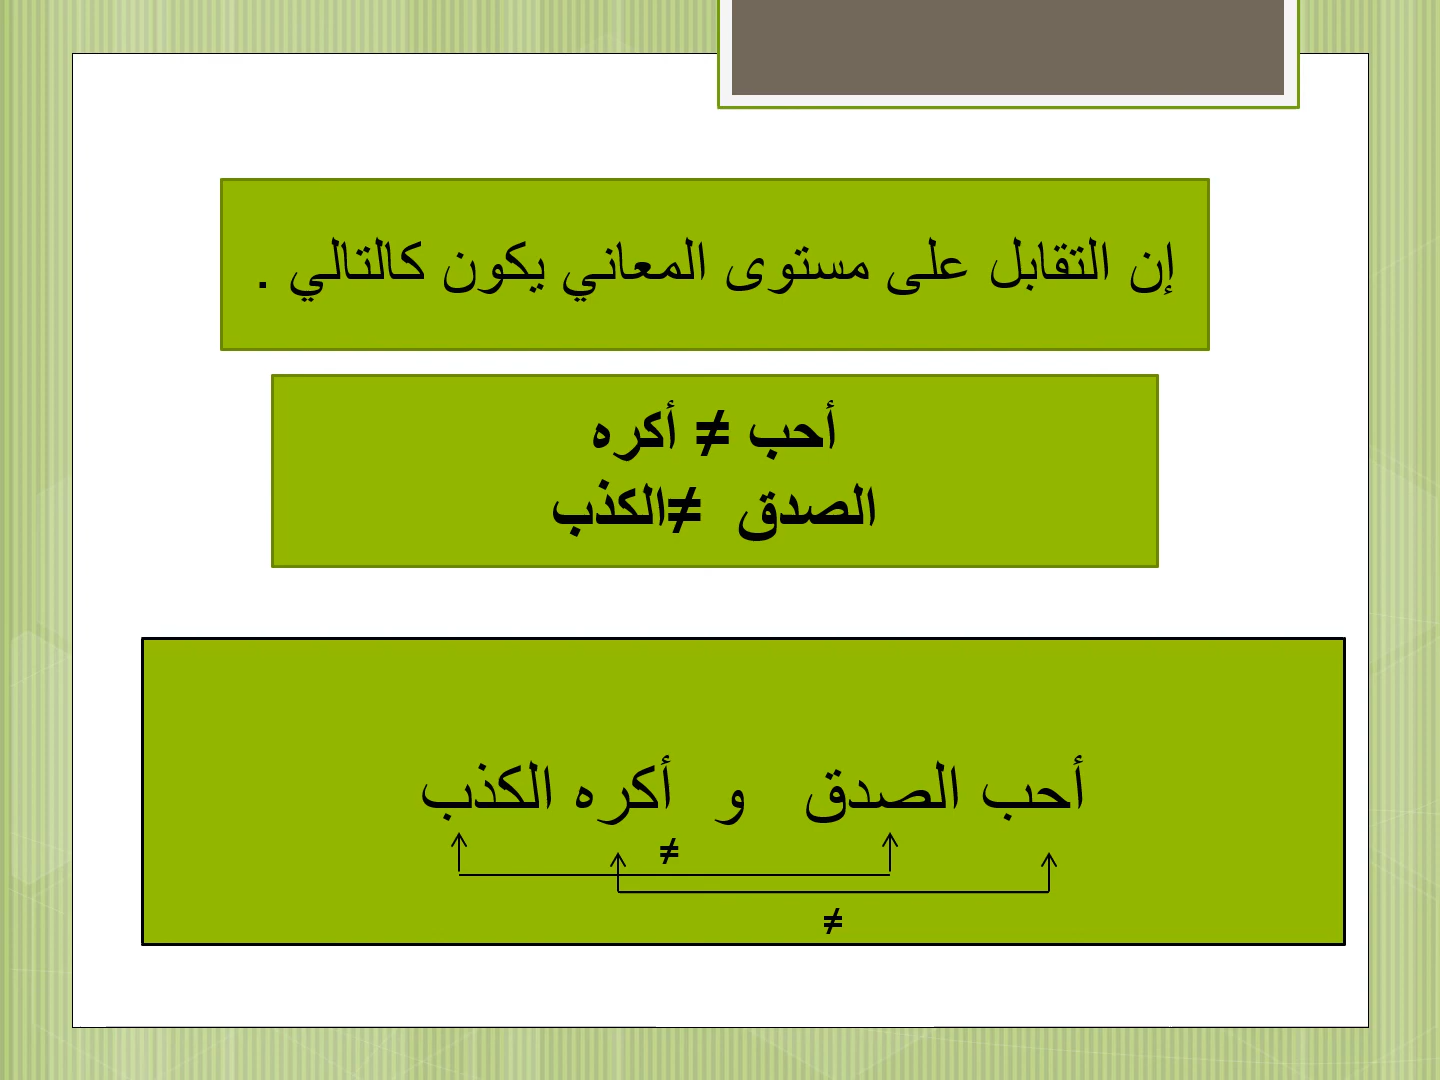 إن التقابل على مستوى المعاني يكون كالتالي .
أحب ≠ أكره
الصدق ≠الكذب
أحب الصدق و أكره الكذب
≠
≠